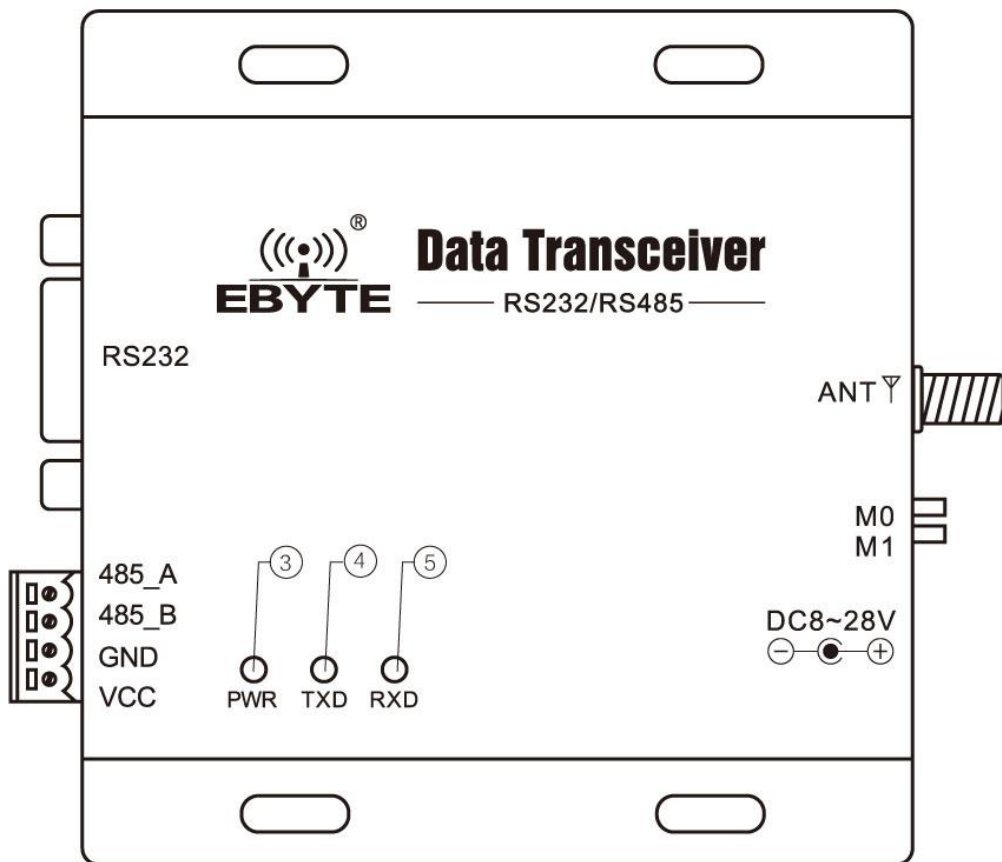 ®
EBYTE
Data Transceiver
RS232/RS485
RS232
ANT
M0
M1
485_A
485_B
GND
VCC
③ ④ ⑤
PWR TXD RXD
DC8~28V
− +